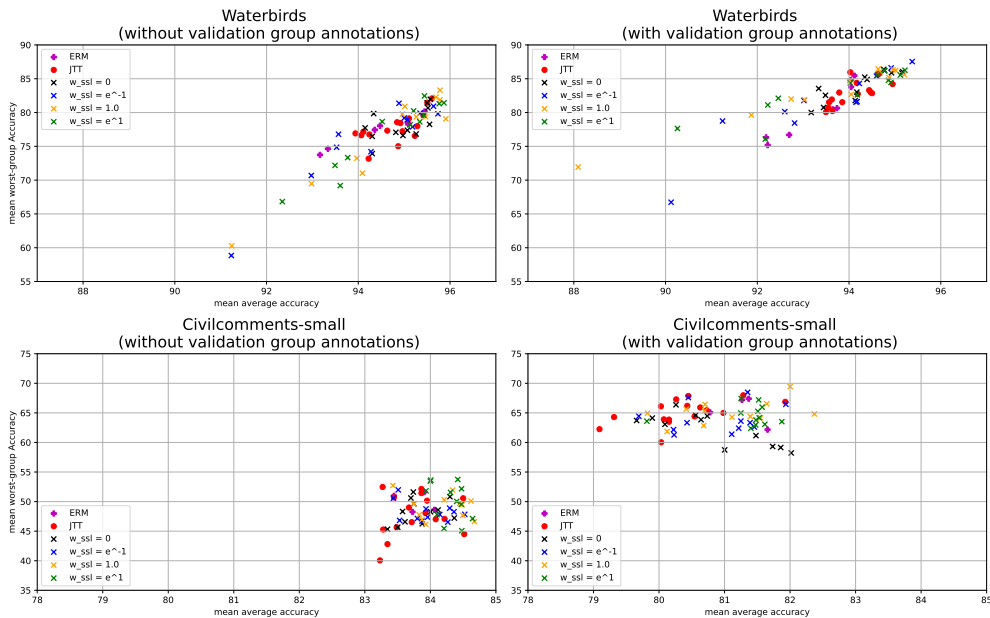 Waterbirds
(without validation group annotations)
90
85
80
75
70
65
60
55
mean worst-group Accuracy
ERM
JTT
w_ssl = 0
w_ssl = e^-1
w_ssl = 1.0
w_ssl = e^1
88 90 92 94 96
mean average accuracy
Waterbirds
(with validation group annotations)
90
85
80
75
70
65
60
55
ERM
JTT
w_ssl = 0
w_ssl = e^-1
w_ssl = 1.0
w_ssl = e^1
88 90 92 94 96
mean average accuracy
Civilcomments-small
(without validation group annotations)
75
70
65
60
55
50
45
40
35
mean worst-group Accuracy
ERM
JTT
w_ssl = 0
w_ssl = e^-1
w_ssl = 1.0
w_ssl = e^1
78 79 80 81 82 83 84 85
mean average accuracy
Civilcomments-small
(with validation group annotations)
75
70
65
60
55
50
45
40
35
ERM
JTT
w_ssl = 0
w_ssl = e^-1
w_ssl = 1.0
w_ssl = e^1
78 79 80 81 82 83 84 85
mean average accuracy